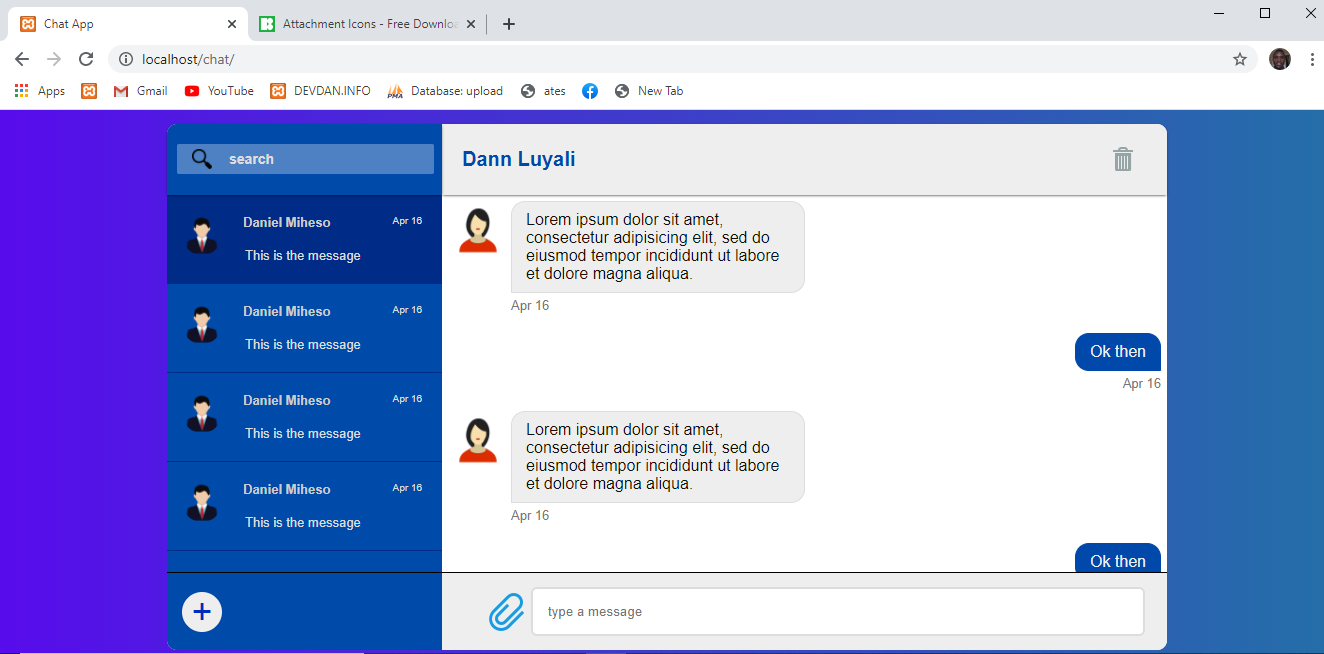 Chat App
Attachment Icons - Free Downlo
localhost/chat/
Apps
Gmail
YouTube
DEVDAN.INFO
PMA
Database: upload
ates
New Tab
search
Daniel Miheso
Apr 16
This is the message
Daniel Miheso
Apr 16
This is the message
Daniel Miheso
Apr 16
This is the message
Daniel Miheso
Apr 16
This is the message
Dann Luyali
Lorem ipsum dolor sit amet,
consectetur adipisicing elit, sed do
eiusmod tempor incididunt ut labore
et dolore magna aliqua.
Apr 16
Ok then
Apr 16
Lorem ipsum dolor sit amet,
consectetur adipisicing elit, sed do
eiusmod tempor incididunt ut labore
et dolore magna aliqua.
Apr 16
Ok then
type a message